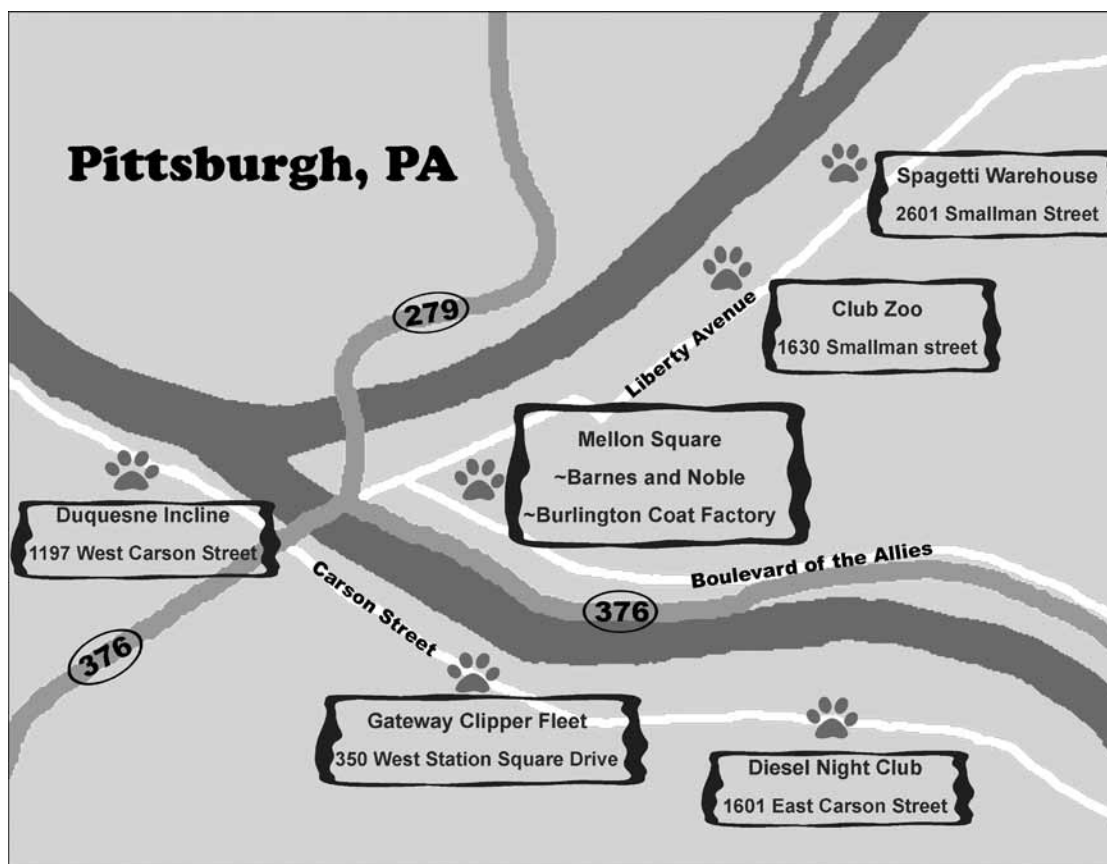 Pittsburgh, PA
Spagetti Warehouse
2601 Smallman Street
279
Club Zoo
1630 Smallman street
Liberty Avenue
Mellon Square
~Barnes and Noble
~Burlington Coat Factory
Duquesne Incline
1197 West Carson Street
Boulevard of the Allies
Carson Street
376
376
Gateway Clipper Fleet
350 West Station Square Drive
Diesel Night Club
1601 East Carson Street